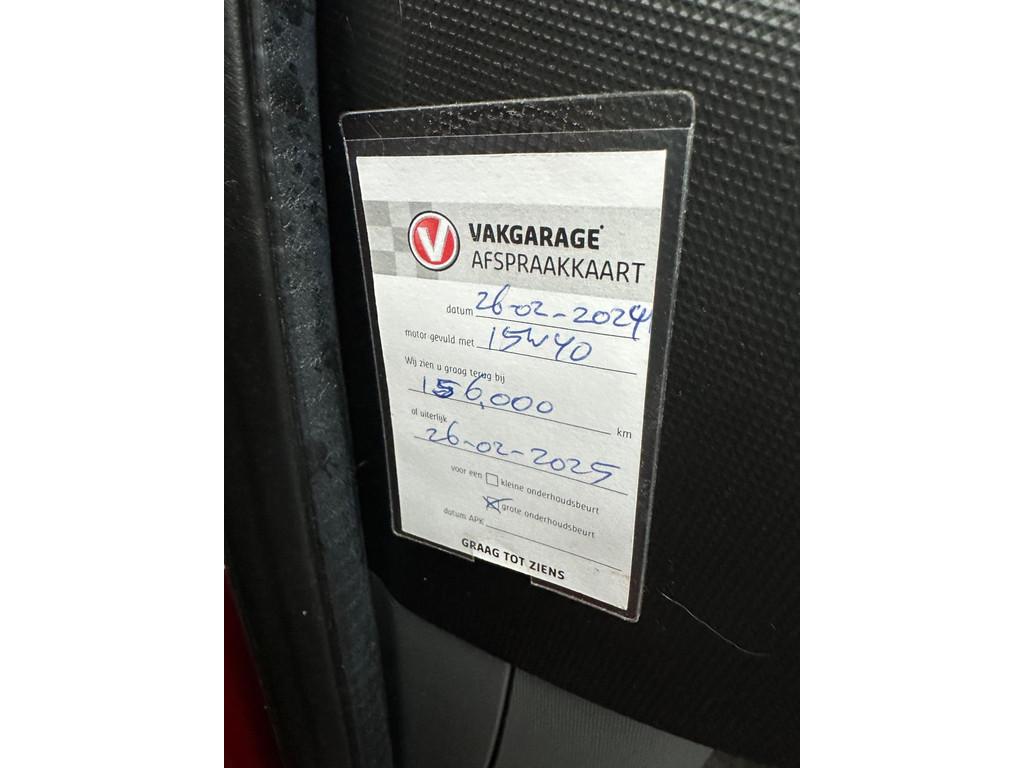 V VAKGARAGE
AFSPRAAKKAART
datum 26-02-2024
motor gevuld met 15W40
Wij zien u graag terug bij
156.000 km
of uiterlijk
26-02-2025
voor een kleine onderhoudsbeurt
grote onderhoudsbeurt
datum APK
GRAAG TOT ZIENS